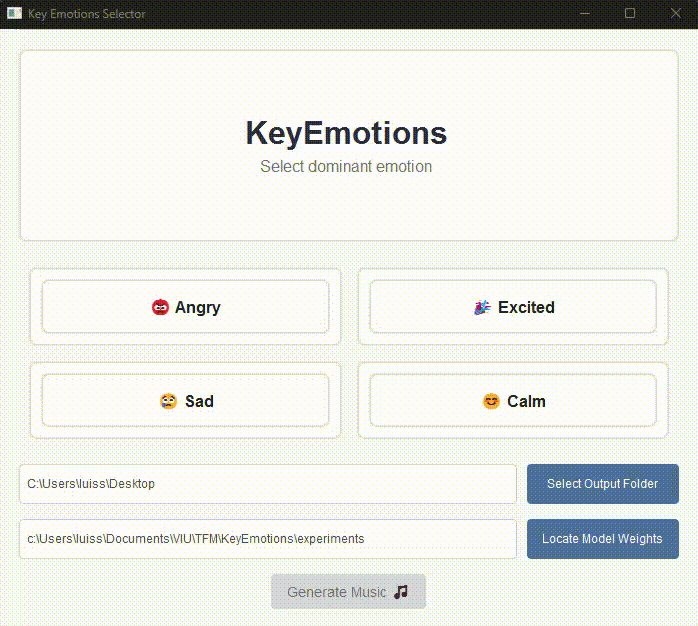 Key Emotions Selector
KeyEmotions
Select dominant emotion
Angry
Excited
Sad
Calm
C:\Users\luiss\Desktop
Select Output Folder
c:\Users\luiss\Documents\VIU\TFM\KeyEmotions\experiments
Locate Model Weights
Generate Music